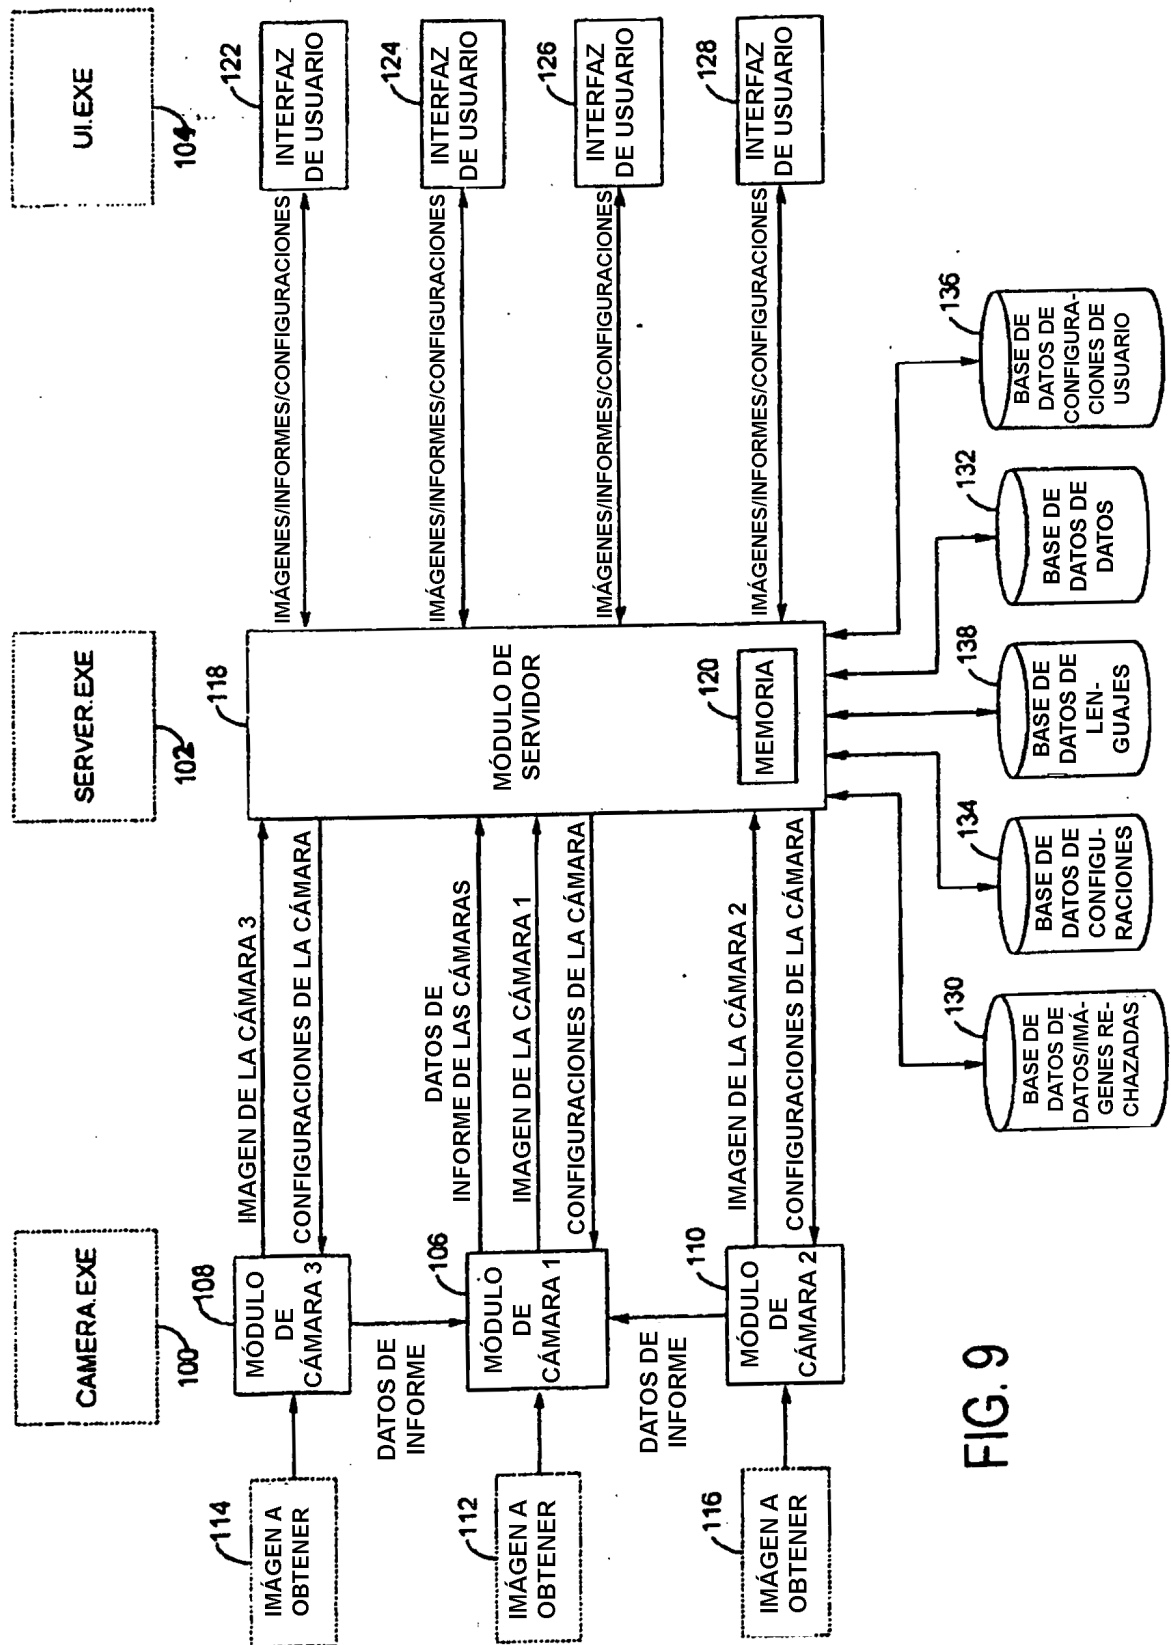 CAMERA.EXE
100
SERVER.EXE
102
UI.EXE
104
114
IMÁGEN A
OBTENER
108
MÓDULO
DE
CÁMARA 3
IMAGEN DE LA CÁMARA 3
CONFIGURACIONES DE LA CÁMARA
DATOS DE
INFORME
112
IMÁGEN A
OBTENER
106
MÓDULO
DE
CÁMARA 1
DATOS DE
INFORME DE LAS CÁMARAS
IMAGEN DE LA CÁMARA 1
CONFIGURACIONES DE LA CÁMARA
DATOS DE
INFORME
116
IMÁGEN A
OBTENER
110
MÓDULO
DE
CÁMARA 2
IMAGEN DE LA CÁMARA 2
CONFIGURACIONES DE LA CÁMARA
118
MÓDULO DE
SERVIDOR
120
MEMORIA
IMÁGENES/INFORMES/CONFIGURACIONES
122
INTERFAZ
DE USUARIO
IMÁGENES/INFORMES/CONFIGURACIONES
124
INTERFAZ
DE USUARIO
IMÁGENES/INFORMES/CONFIGURACIONES
126
INTERFAZ
DE USUARIO
IMÁGENES/INFORMES/CONFIGURACIONES
128
INTERFAZ
DE USUARIO
130
BASE DE
DATOS DE
DATOS/IMÁ-
GENES RE-
CHAZADAS
134
BASE DE
DATOS DE
CONFIGU-
RACIONES
138
BASE DE
DATOS DE
LEN-
GUAJES
132
BASE DE
DATOS DE
DATOS
136
BASE DE
DATOS DE
CONFIGURA-
CIONES DE
USUARIO
FIG. 9